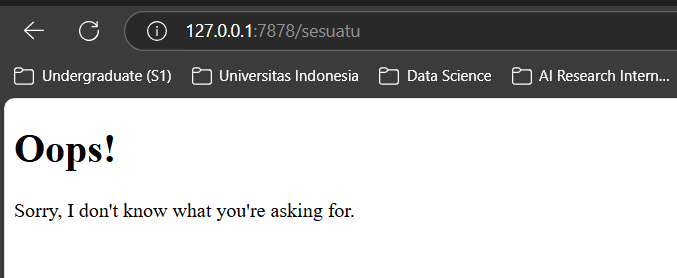 127.0.0.1:7878/sesuatu
Undergraduate (S1) Universitas Indonesia Data Science AI Research Intern...
Oops!
Sorry, I don't know what you're asking for.